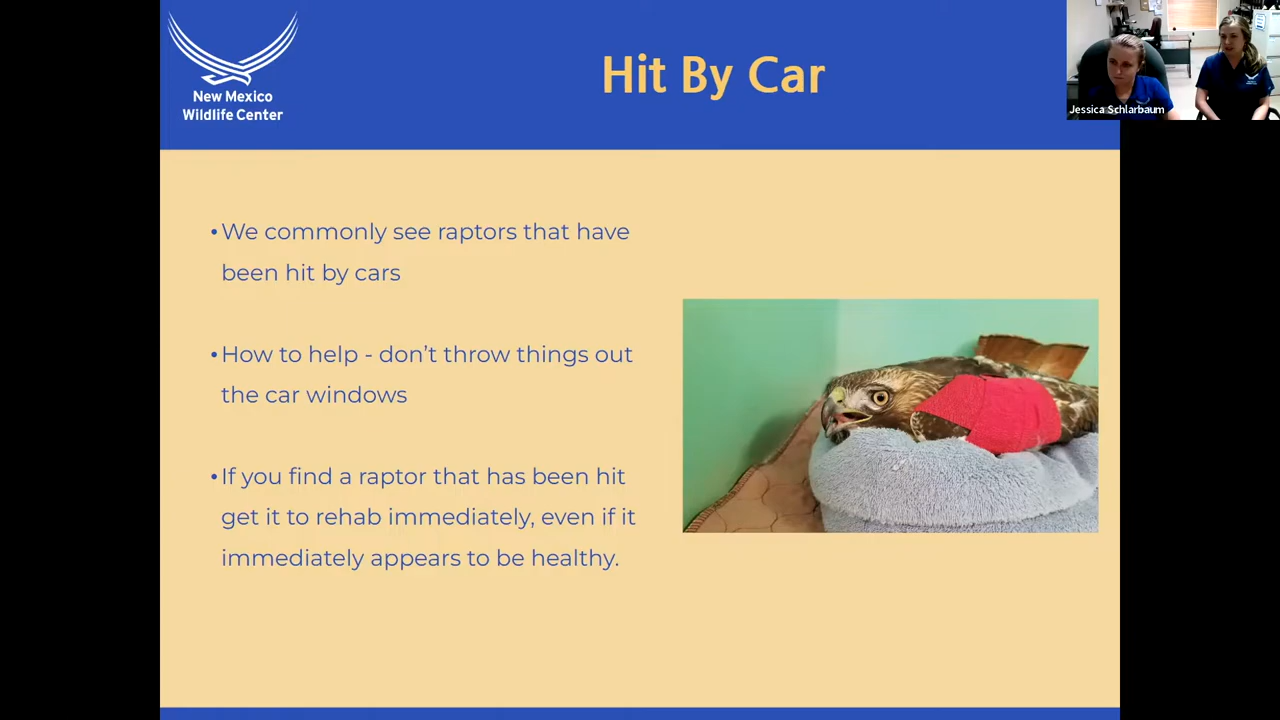 New Mexico
Wildlife Center
Hit By Car
Jessica Schlarbaum
•We commonly see raptors that have
been hit by cars
•How to help - don’t throw things out
the car windows
•If you find a raptor that has been hit
get it to rehab immediately, even if it
immediately appears to be healthy.